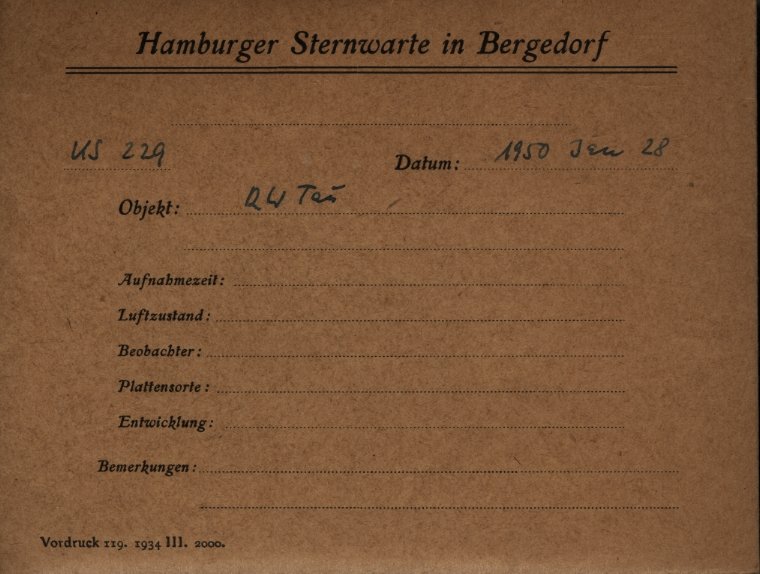 Hamburger Sternwarte in Bergedorf
KS 229 Datum: 1950 Jan 28
Objekt: RW Tau
Aufnahmezeit:
Luftzustand:
Beobachter:
Plattensorte:
Entwicklung:
Bemerkungen:
Vordruck 119. 1934 III. 2000.